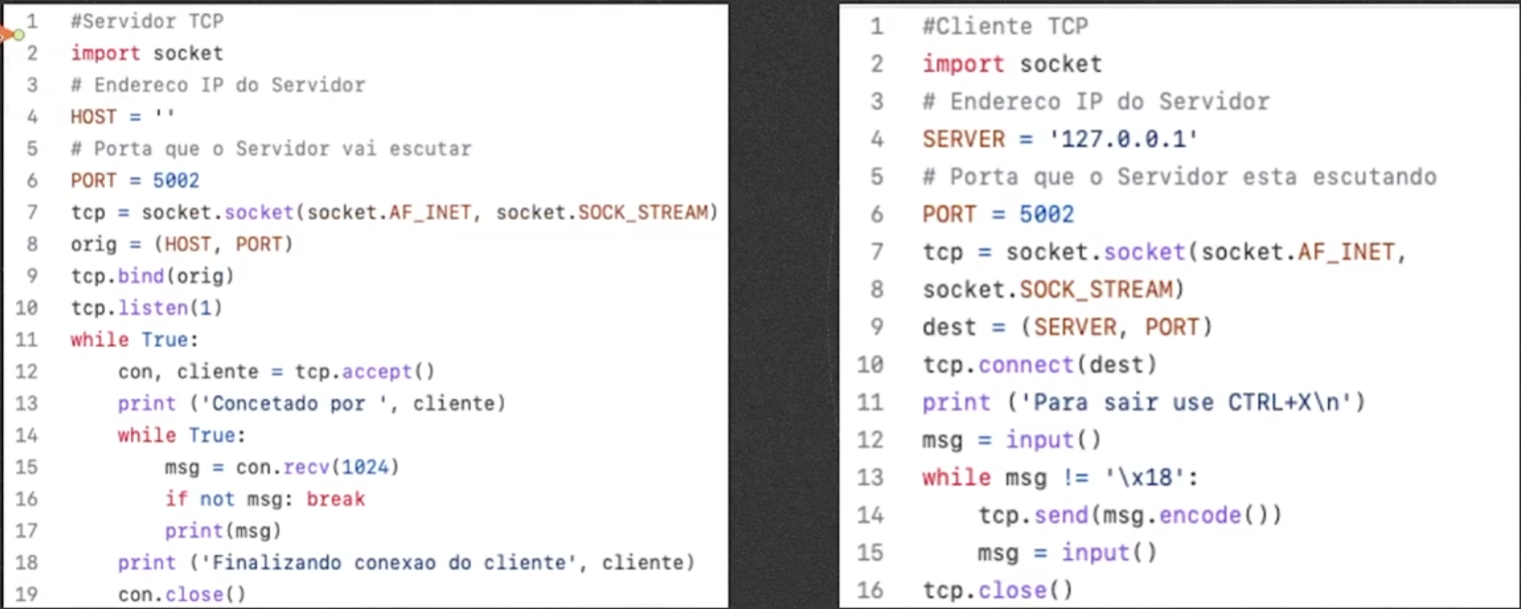 1 #Servidor TCP
2 import socket
3 # Endereco IP do Servidor
4 HOST = ''
5 # Porta que o Servidor vai escutar
6 PORT = 5002
7 tcp = socket.socket(socket.AF_INET, socket.SOCK_STREAM)
8 orig = (HOST, PORT)
9 tcp.bind(orig)
10 tcp.listen(1)
11 while True:
12     con, cliente = tcp.accept()
13     print ('Concetado por ', cliente)
14     while True:
15         msg = con.recv(1024)
16         if not msg: break
17         print(msg)
18     print ('Finalizando conexao do cliente', cliente)
19     con.close()
1 #Cliente TCP
2 import socket
3 # Endereco IP do Servidor
4 SERVER = '127.0.0.1'
5 # Porta que o Servidor esta escutando
6 PORT = 5002
7 tcp = socket.socket(socket.AF_INET,
8 socket.SOCK_STREAM)
9 dest = (SERVER, PORT)
10 tcp.connect(dest)
11 print ('Para sair use CTRL+X\n')
12 msg = input()
13 while msg != '\x18':
14     tcp.send(msg.encode())
15     msg = input()
16 tcp.close()